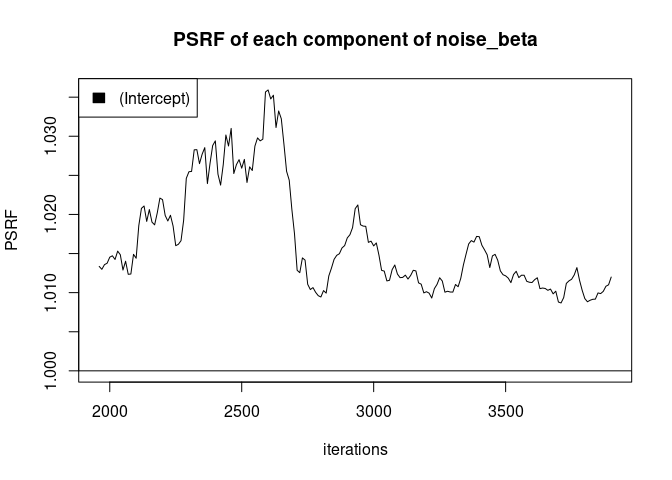 PSRF of each component of noise_beta
(Intercept)
PSRF
1.030
1.020
1.010
1.000
2000
2500
3000
3500
iterations